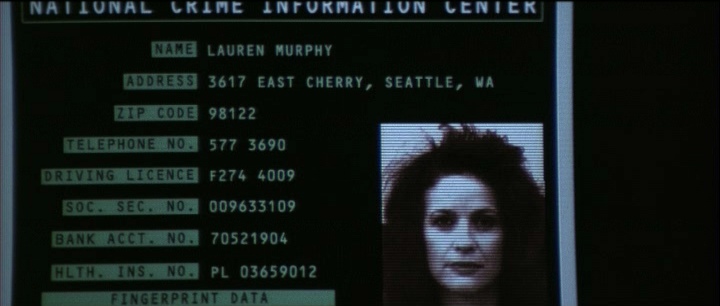 NATIONAL CRIME INFORMATION CENTER
NAME LAUREN MURPHY
ADDRESS 3617 EAST CHERRY, SEATTLE, WA
ZIP CODE 98122
TELEPHONE NO. 577 3690
DRIVING LICENCE F274 4009
SOC. SEC. NO. 009633109
BANK ACCT. NO. 70521904
HLTH. INS. NO. PL 03659012
FINGERPRINT DATA